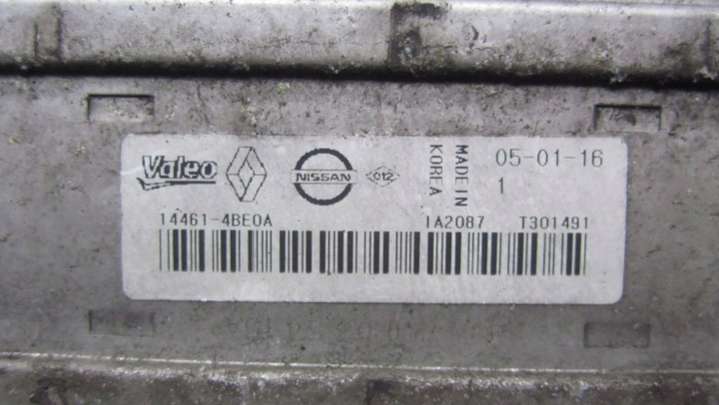 Valeo NISSAN 012 MADE IN KOREA 05-01-16
1
14461-4BE0A 1A2087 T301491